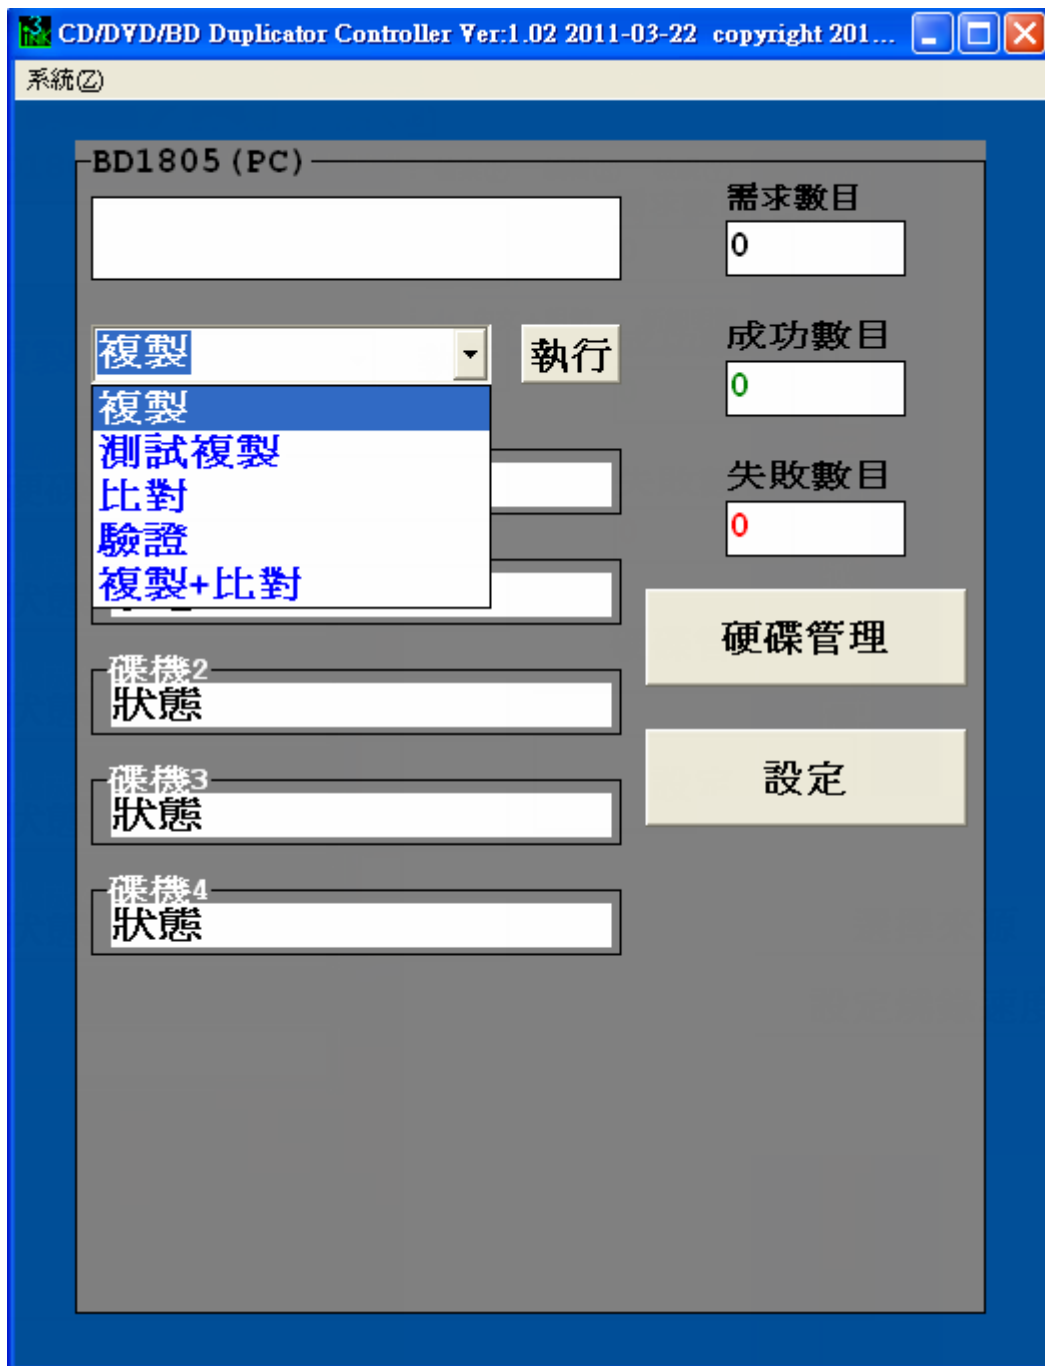 CD/DVD/BD Duplicator Controller Ver:1.02 2011-03-22 copyright 201...
系統(Z)
BD1805(PC)
需求數目
0
複製
執行
成功數目
0
複製
測試複製
比對
驗證
複製+比對
失敗數目
0
硬碟管理
碟機2
狀態
設定
碟機3
狀態
碟機4
狀態